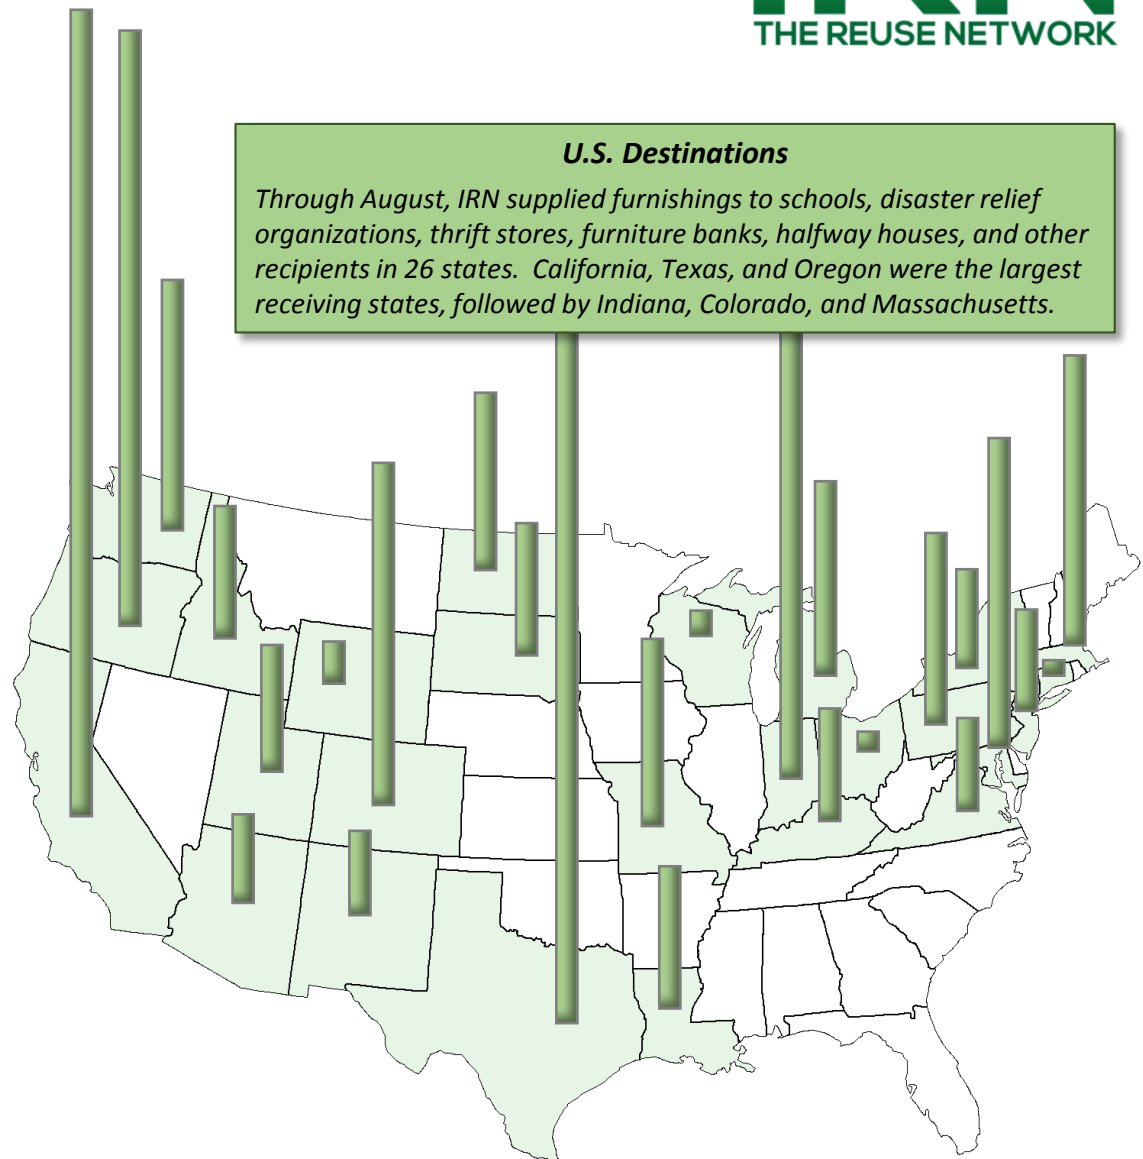 THE REUSE NETWORK
U.S. Destinations
Through August, IRN supplied furnishings to schools, disaster relief
organizations, thrift stores, furniture banks, halfway houses, and other
recipients in 26 states.  California, Texas, and Oregon were the largest
receiving states, followed by Indiana, Colorado, and Massachusetts.